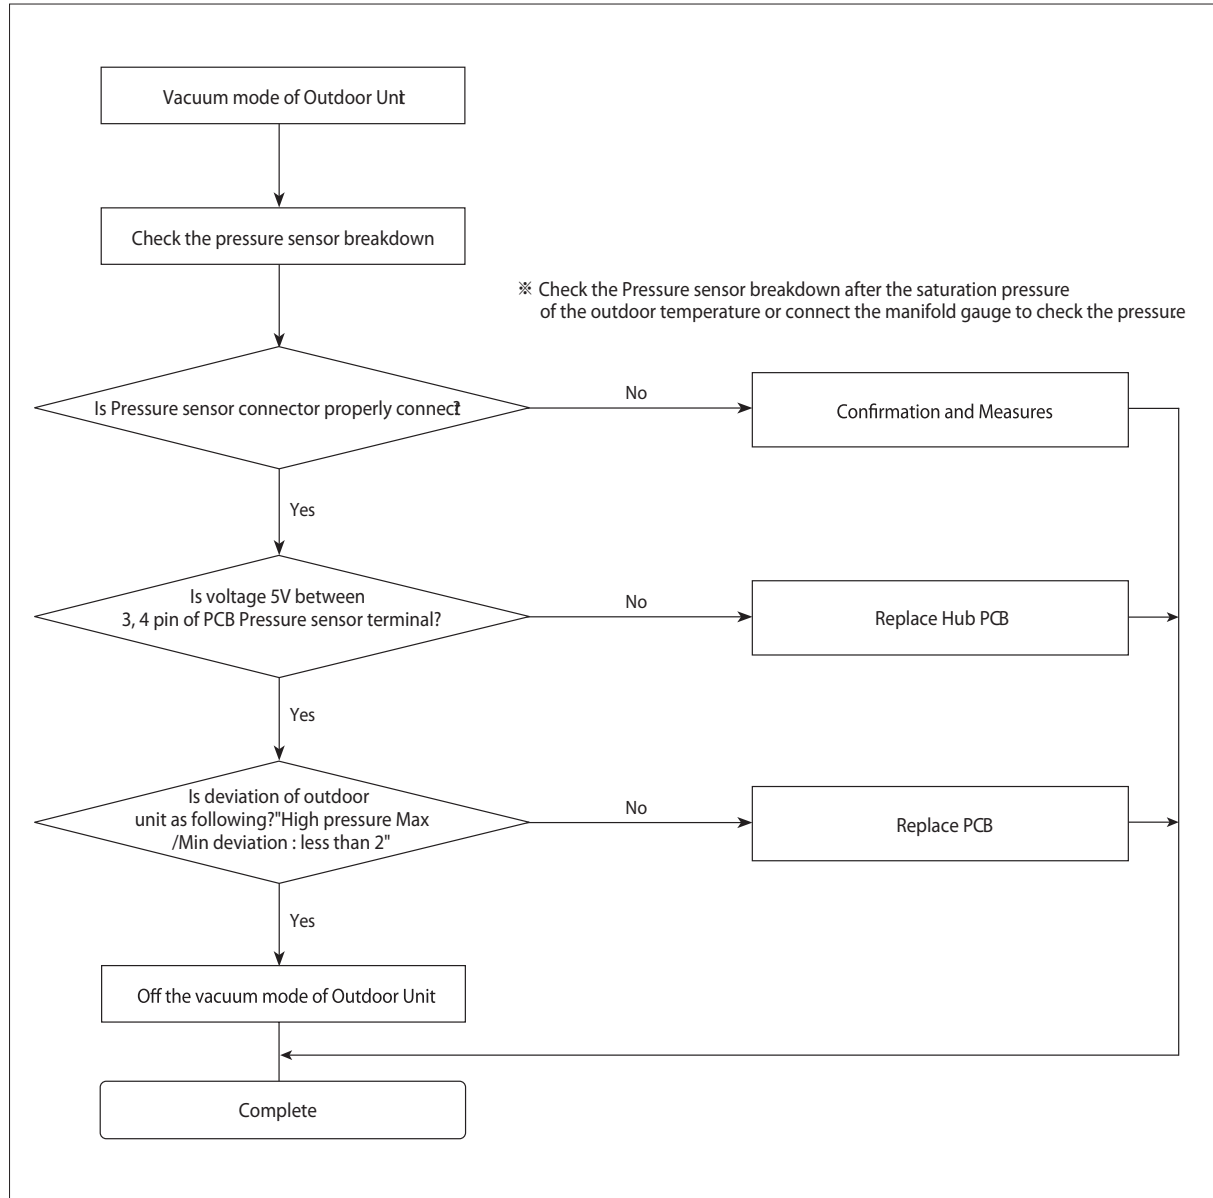 Vacuum mode of Outdoor Unit
Check the pressure sensor breakdown
※ Check the Pressure sensor breakdown after the saturation pressure
of the outdoor temperature or connect the manifold gauge to check the pressure
Is Pressure sensor connector properly connect?
No
Confirmation and Measures
Yes
Is voltage 5V between
3, 4 pin of PCB Pressure sensor terminal?
No
Replace Hub PCB
Yes
Is deviation of outdoor
unit as following?"High pressure Max
/Min deviation : less than 2"
No
Replace PCB
Yes
Off the vacuum mode of Outdoor Unit
Complete